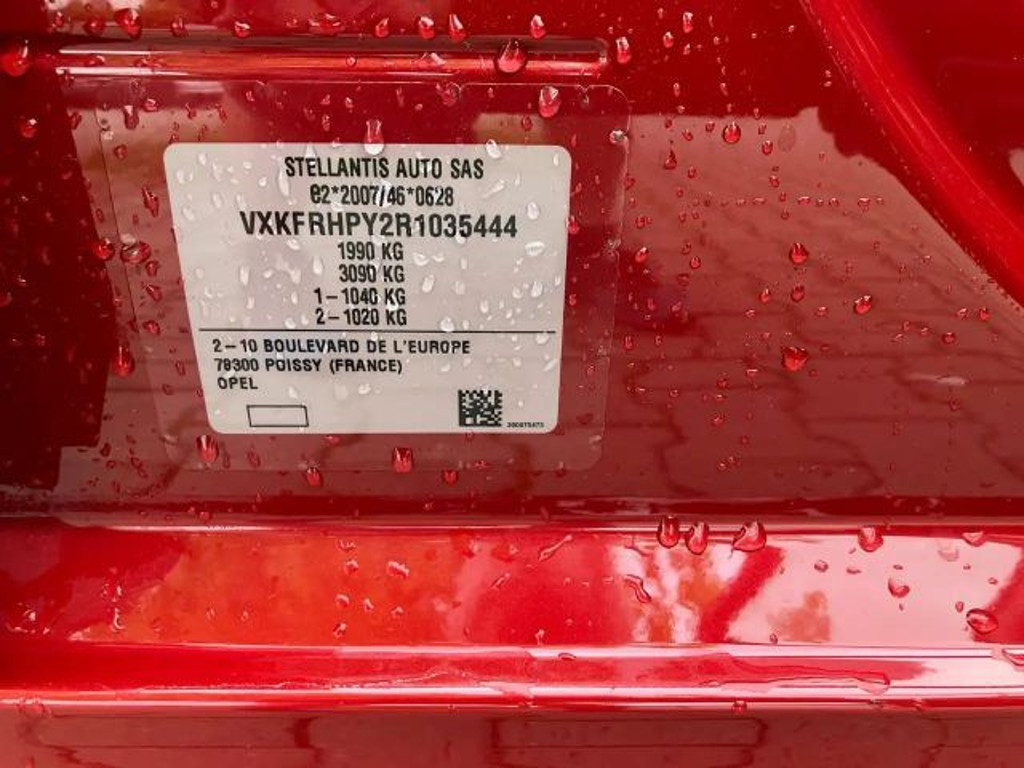 STELLANTIS AUTO SAS
e2*2007/46*0628
VXKFRHPY2R1035444
1990 KG
3090 KG
1-1040 KG
2-1020 KG
2-10 BOULEVARD DE L'EUROPE
78300 POISSY (FRANCE)
OPEL